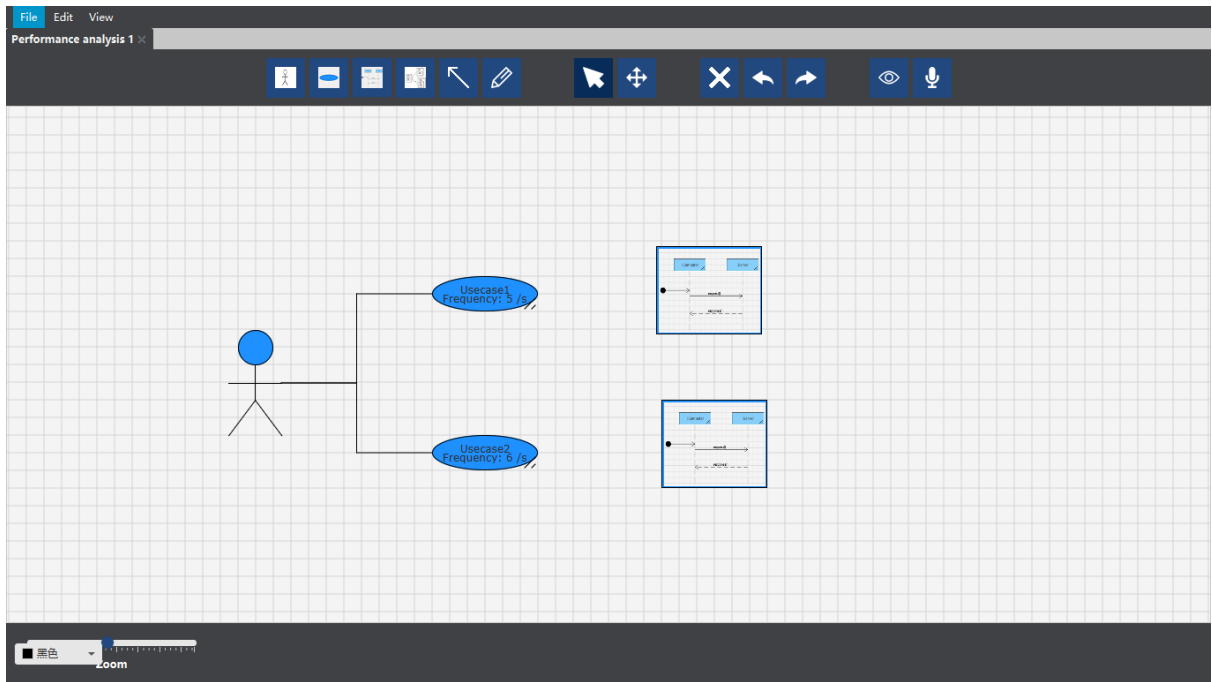 File Edit View
Performance analysis 1
Usecase1
Frequency: 5 /s
Usecase2
Frequency: 6 /s
黑色
Zoom